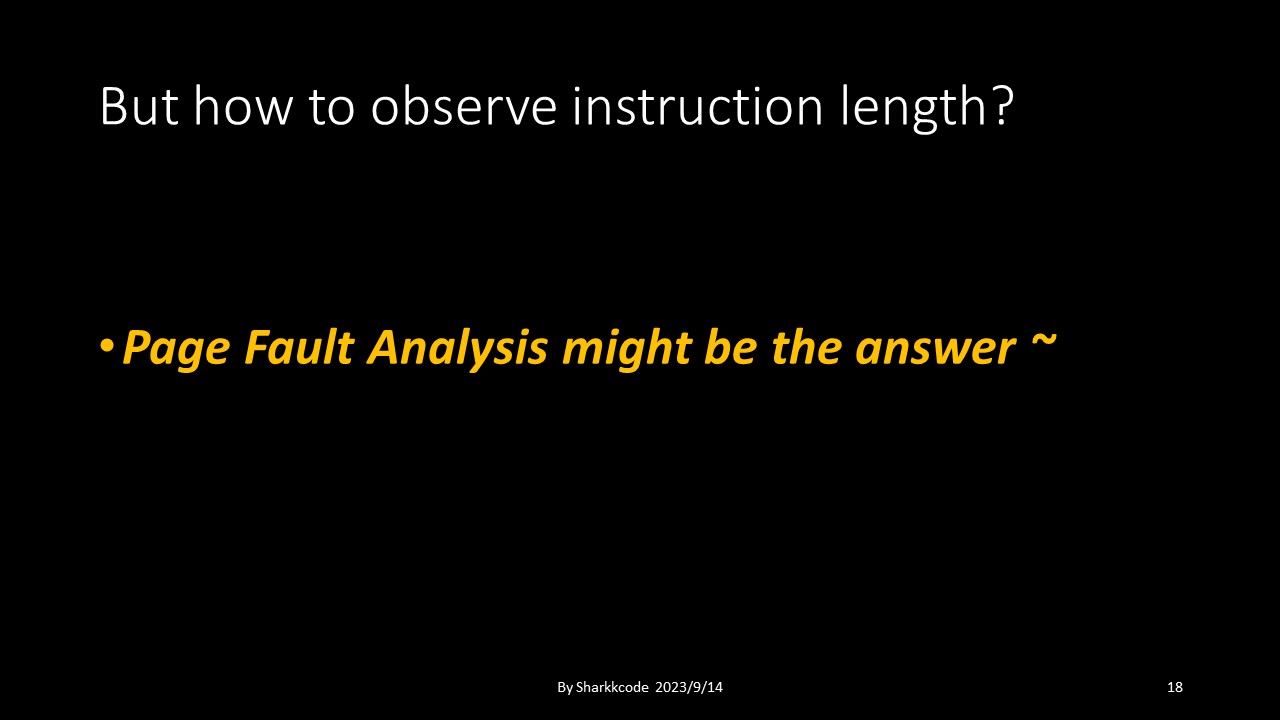 But how to observe instruction length?
• Page Fault Analysis might be the answer ~
By Sharkkcode 2023/9/14
18